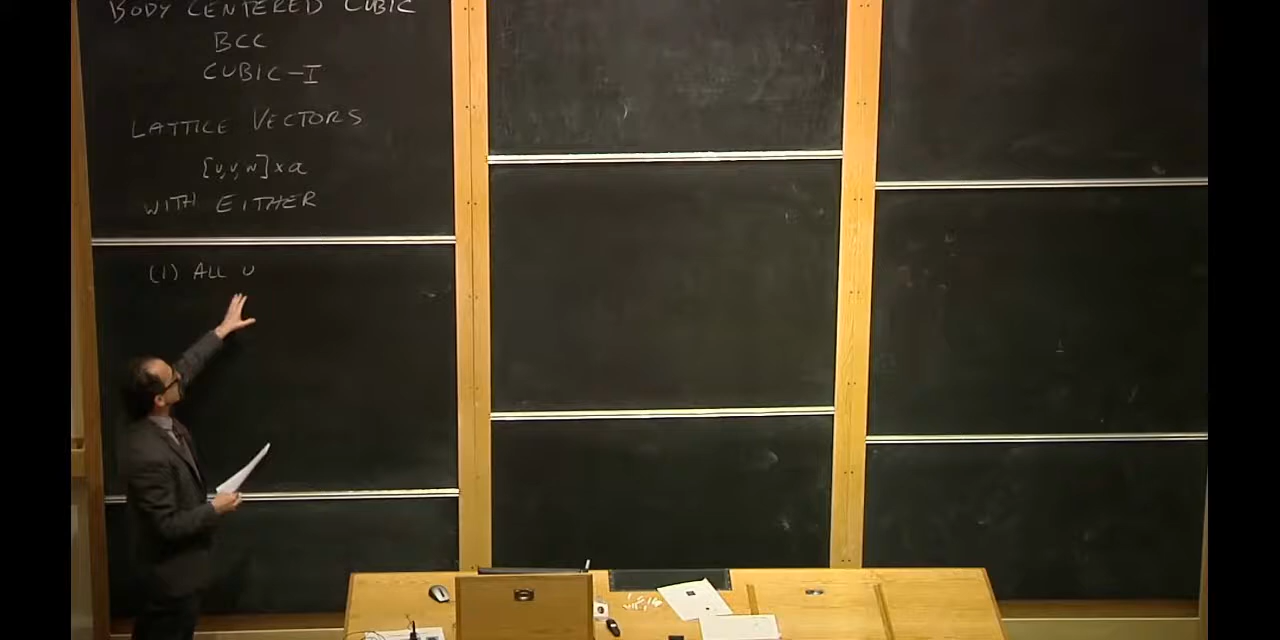 BODY CENTERED CUBIC
BCC
CUBIC-I
LATTICE VECTORS
[u,v,w]×a
WITH EITHER
(1) ALL u